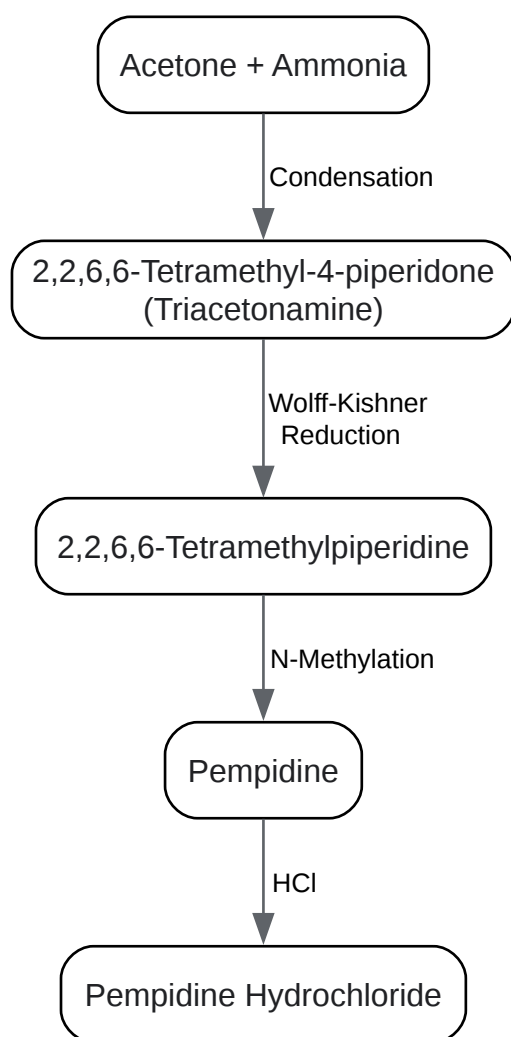 Acetone + Ammonia
Condensation
2,2,6,6-Tetramethyl-4-piperidone
(Triacetonamine)
Wolff-Kishner
Reduction
2,2,6,6-Tetramethylpiperidine
N-Methylation
Pempidine
HCl
Pempidine Hydrochloride